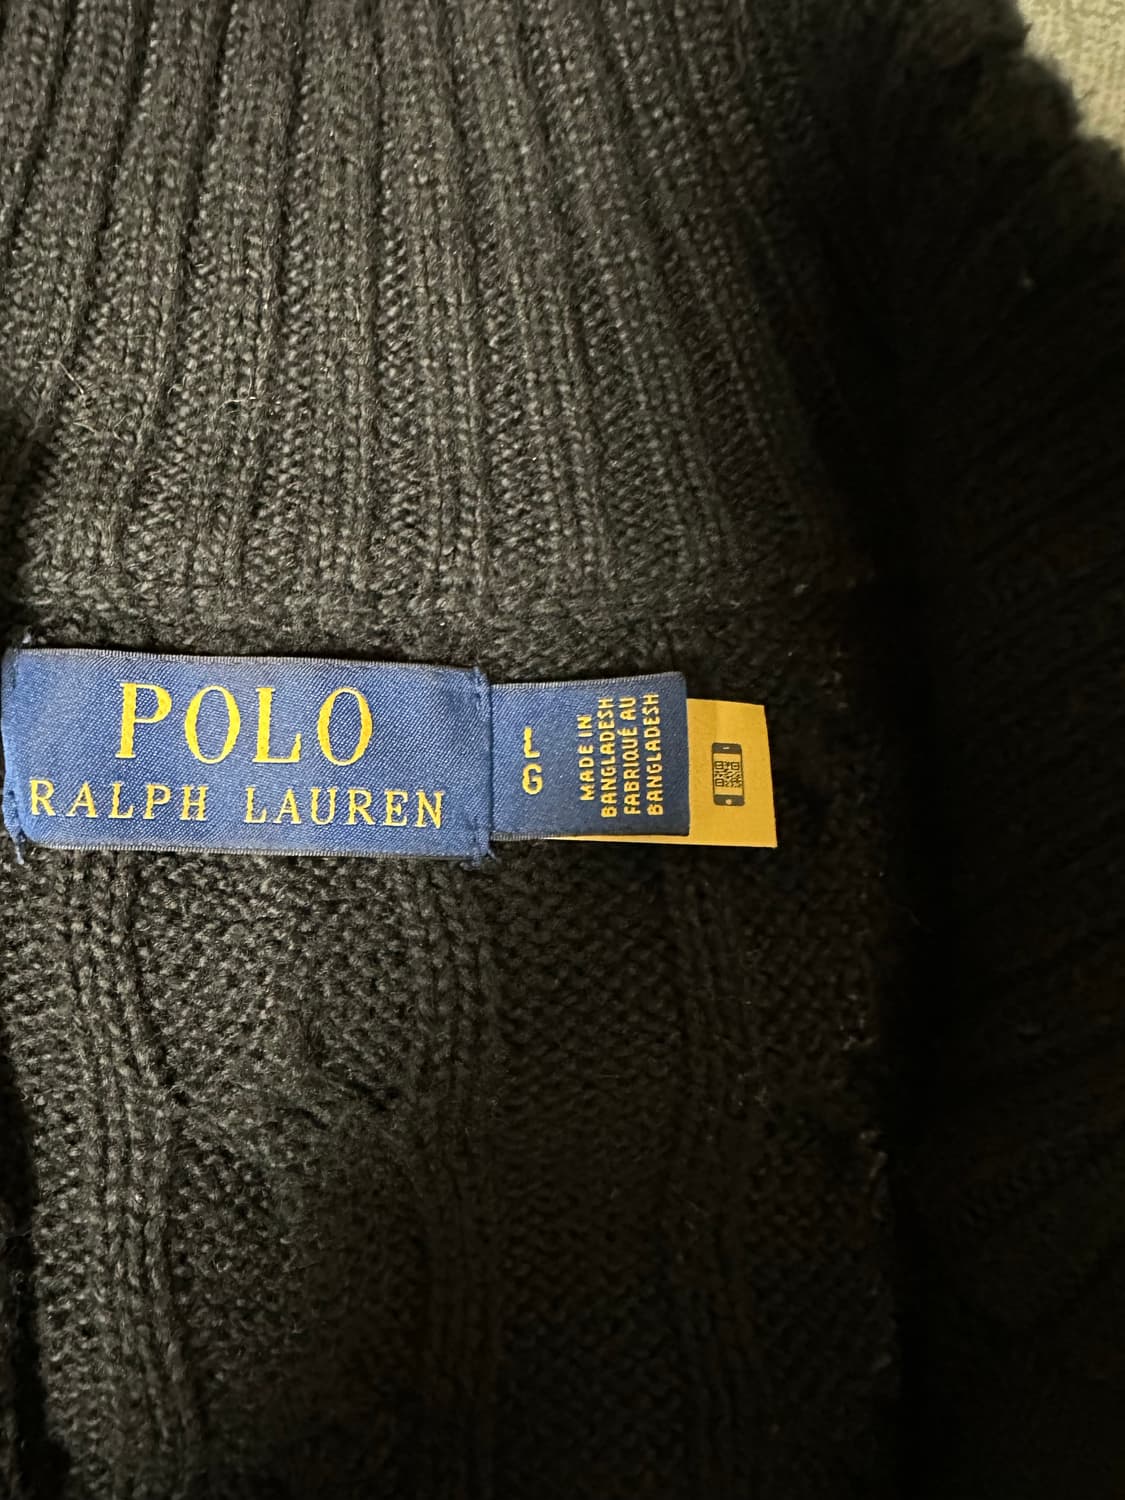 POLO
RALPH LAUREN
L
G
MADE IN
BANGLADESH
FABRIQUÉ AU
BANGLADESH